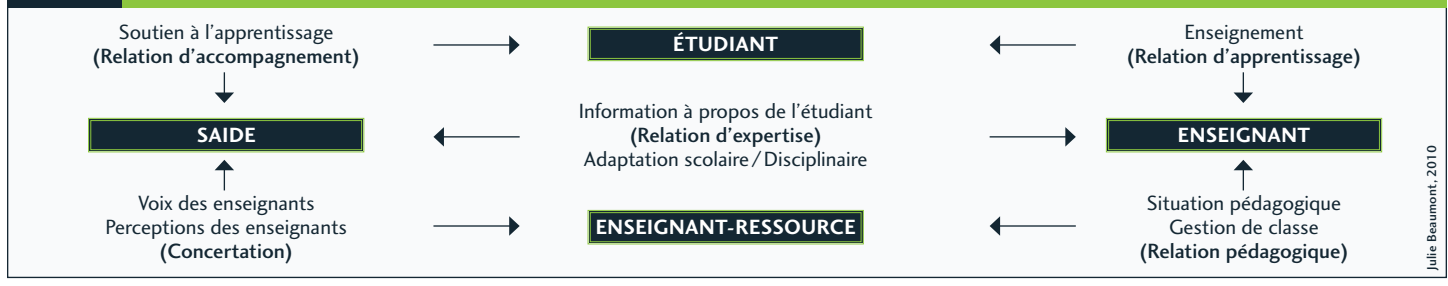 Soutien à l'apprentissage
(Relation d'accompagnement)
ÉTUDIANT
Enseignement
(Relation d'apprentissage)
SAIDE
Information à propos de l'étudiant
(Relation d'expertise)
Adaptation scolaire / Disciplinaire
ENSEIGNANT
Voix des enseignants
Perceptions des enseignants
(Concertation)
ENSEIGNANT-RESSOURCE
Situation pédagogique
Gestion de classe
(Relation pédagogique)
Julie Beaumont, 2010